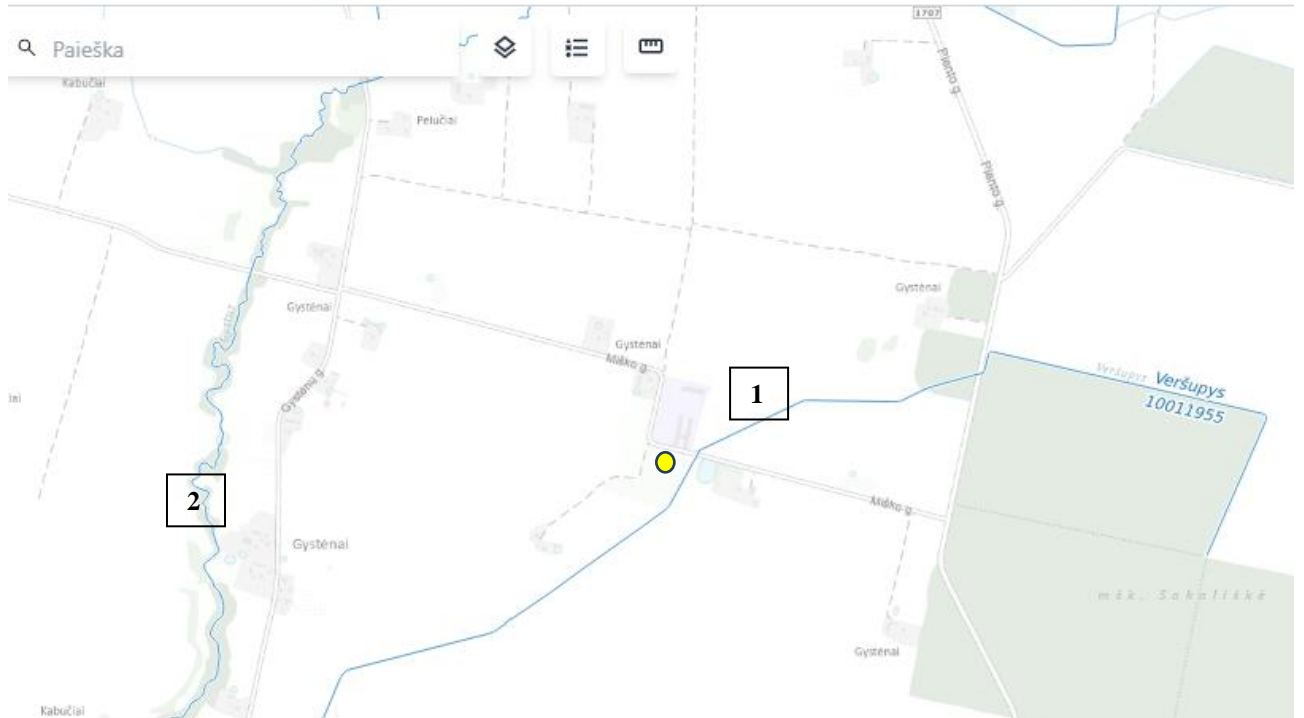 1707
Paieška
Plento g.
Kabučiai
Pelučiai
Plento g.
Gystėnai
Gystėnai
Gystėnai
Miško g.
Veršupys
Veršupys
10011955
1
Gystėnų g.
2
Miško g.
Gystėnai
mšk. Sakališkė
Gystėnai
Kabučiai